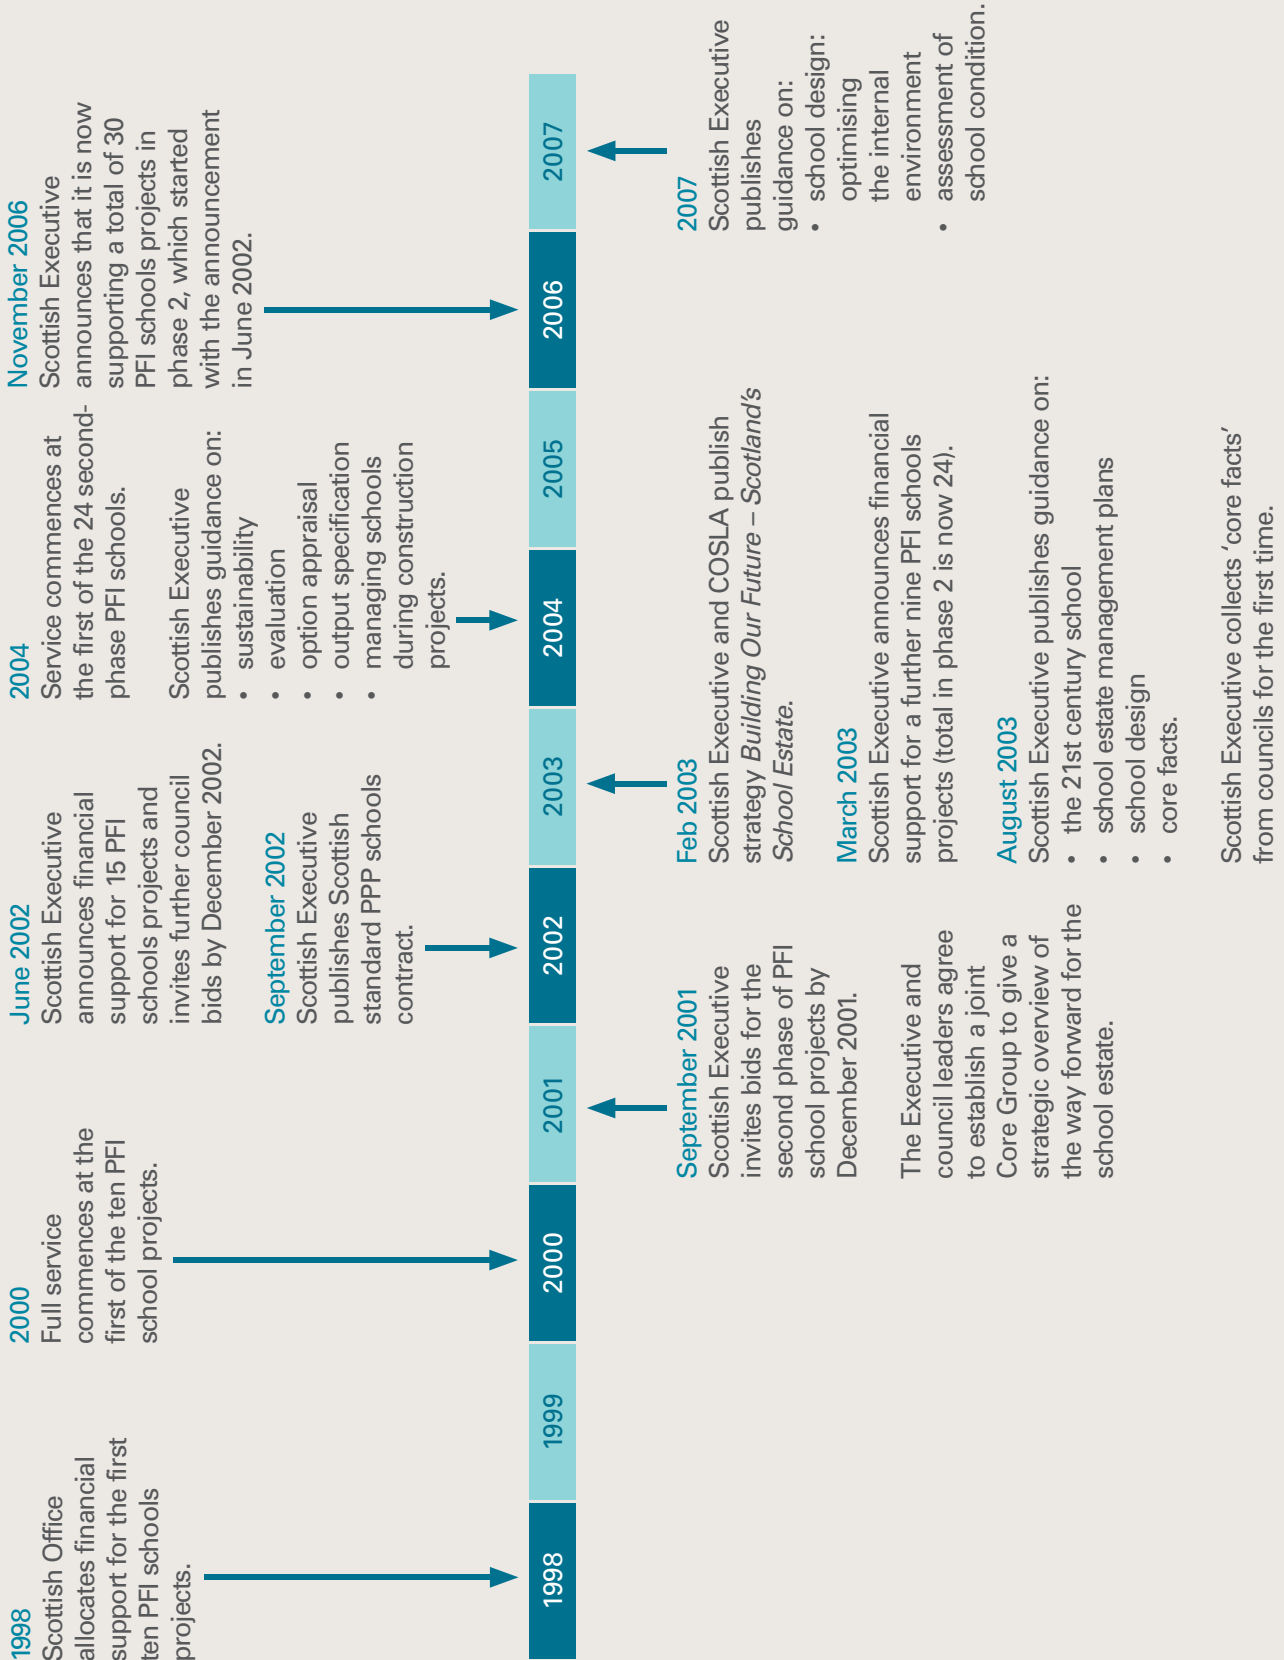 1998
Scottish Office
allocates financial
support for the first
ten PFI schools
projects.
2000
Full service
commences at the
first of the ten PFI
school projects.
June 2002
Scottish Executive
announces financial
support for 15 PFI
schools projects and
invites further council
bids by December 2002.
September 2002
Scottish Executive
publishes Scottish
standard PPP schools
contract.
2004
Service commences at
the first of the 24 second-
phase PFI schools.
Scottish Executive
publishes guidance on:
• sustainability
• evaluation
• option appraisal
• output specification
• managing schools
during construction
projects.
November 2006
Scottish Executive
announces that it is now
supporting a total of 30
PFI schools projects in
phase 2, which started
with the announcement
in June 2002.
1998 1999 2000 2001 2002 2003 2004 2005 2006 2007
September 2001
Scottish Executive
invites bids for the
second phase of PFI
school projects by
December 2001.
The Executive and
council leaders agree
to establish a joint
Core Group to give a
strategic overview of
the way forward for the
school estate.
Feb 2003
Scottish Executive and COSLA publish
strategy Building Our Future – Scotland's
School Estate.
March 2003
Scottish Executive announces financial
support for a further nine PFI schools
projects (total in phase 2 is now 24).
August 2003
Scottish Executive publishes guidance on:
• the 21st century school
• school estate management plans
• school design
• core facts.
Scottish Executive collects 'core facts'
from councils for the first time.
2007
Scottish Executive
publishes
guidance on:
• school design:
optimising
the internal
environment
• assessment of
school condition.